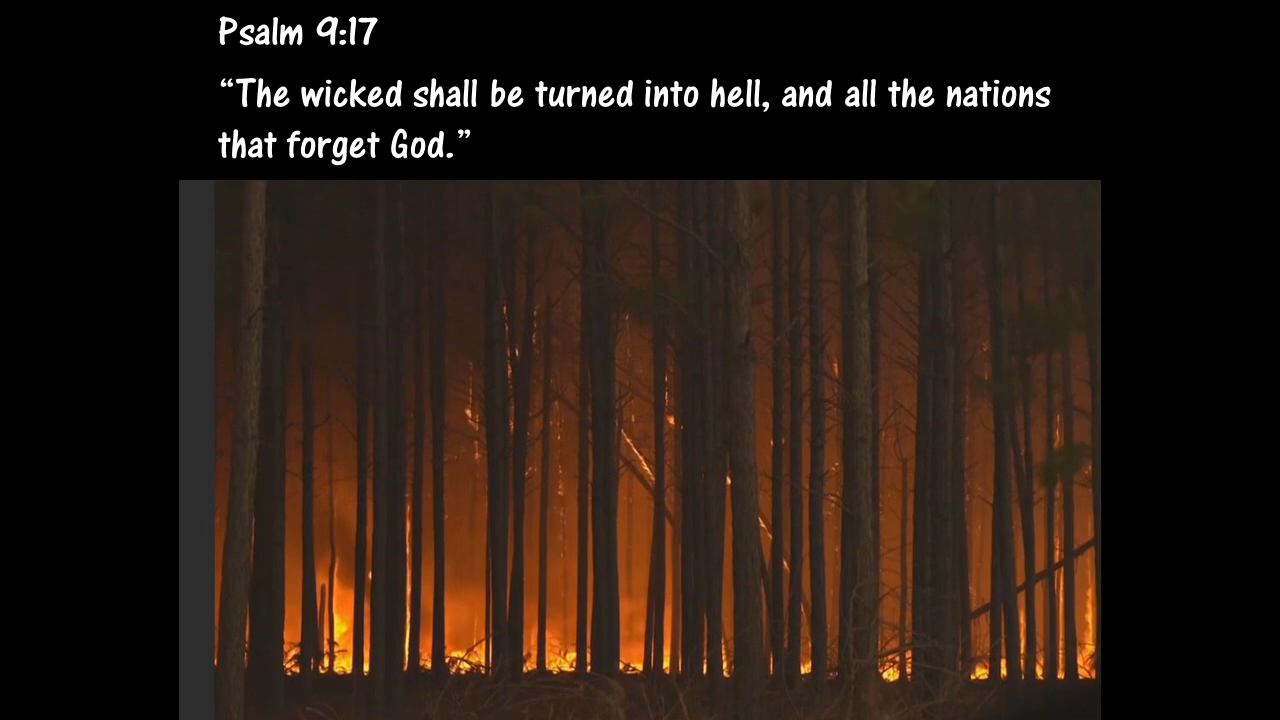 Psalm 9:17
“The wicked shall be turned into hell, and all the nations
that forget God.”